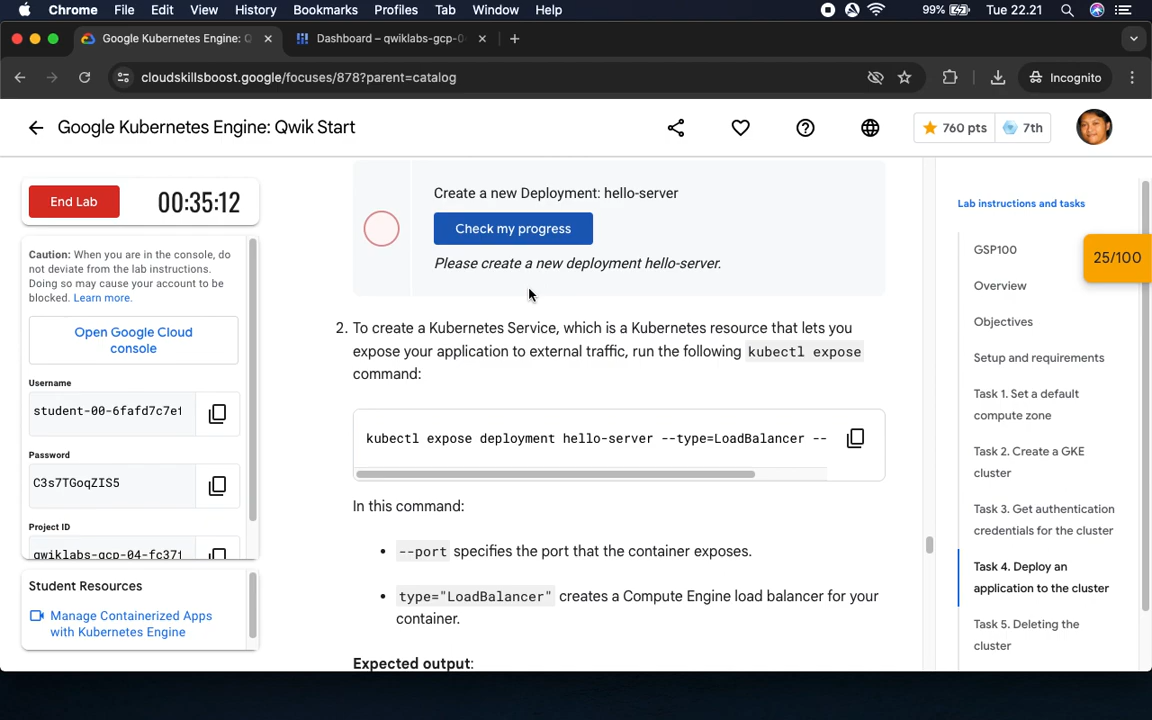 Chrome File Edit View History Bookmarks Profiles Tab Window Help 99% Tue 22.21
Google Kubernetes Engine: Q Dashboard – qwiklabs-gcp-0
cloudskillsboost.google/focuses/878?parent=catalog Incognito
Google Kubernetes Engine: Qwik Start 760 pts 7th
End Lab 00:35:12
Caution: When you are in the console, do
not deviate from the lab instructions.
Doing so may cause your account to be
blocked. Learn more.
Open Google Cloud
console
Username
student-00-6fafd7c7e1
Password
C3s7TGoqZIS5
Project ID
qwiklabs-gcp-04-fc371
Student Resources
Manage Containerized Apps
with Kubernetes Engine
Create a new Deployment: hello-server
Check my progress
Please create a new deployment hello-server.
2. To create a Kubernetes Service, which is a Kubernetes resource that lets you
expose your application to external traffic, run the following kubectl expose
command:
kubectl expose deployment hello-server --type=LoadBalancer --
In this command:
• --port specifies the port that the container exposes.
• type="LoadBalancer" creates a Compute Engine load balancer for your
container.
Expected output:
Lab instructions and tasks
GSP100
25/100
Overview
Objectives
Setup and requirements
Task 1. Set a default
compute zone
Task 2. Create a GKE
cluster
Task 3. Get authentication
credentials for the cluster
Task 4. Deploy an
application to the cluster
Task 5. Deleting the
cluster